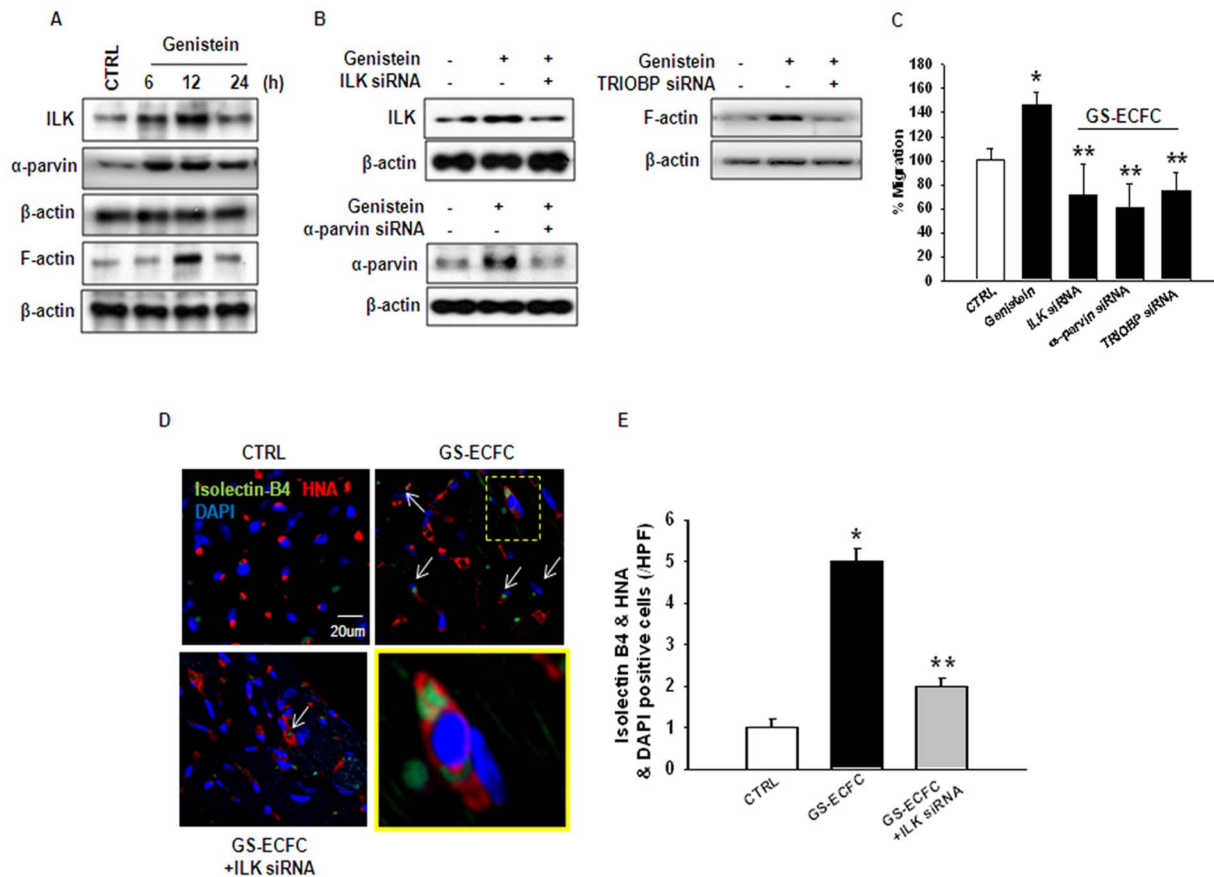 A
Genistein
CTRL 6 12 24 (h)
ILK
α-parvin
β-actin
F-actin
β-actin
B
Genistein - + +
ILK siRNA - - +
ILK
β-actin
Genistein - + +
α-parvin siRNA - - +
α-parvin
β-actin
Genistein - + +
TRIOBP siRNA - - +
F-actin
β-actin
C
% Migration
180
160
140
120
100
80
60
40
20
0
*
GS-ECFC
** ** **
CTRL
Genistein
ILK siRNA
α-parvin siRNA
TRIOBP siRNA
D
CTRL
GS-ECFC
Isolectin-B4 HNA
DAPI
20um
GS-ECFC
+ILK siRNA
E
Isolectin B4 & HNA
& DAPI positive cells (/HPF)
6
5
4
3
2
1
0
*
**
CTRL
GS-ECFC
GS-ECFC
+ILK siRNA